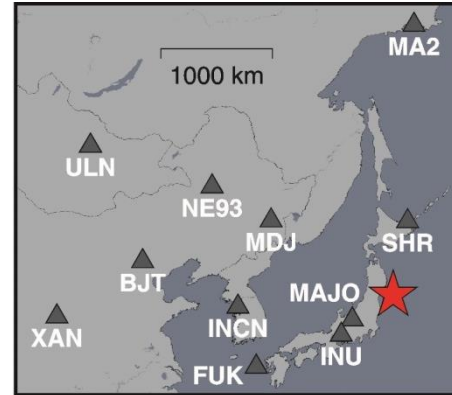 MA2
1000 km
ULN
NE93
MDJ
SHR
BJT
MAJO
INCN
XAN
INU
FUK